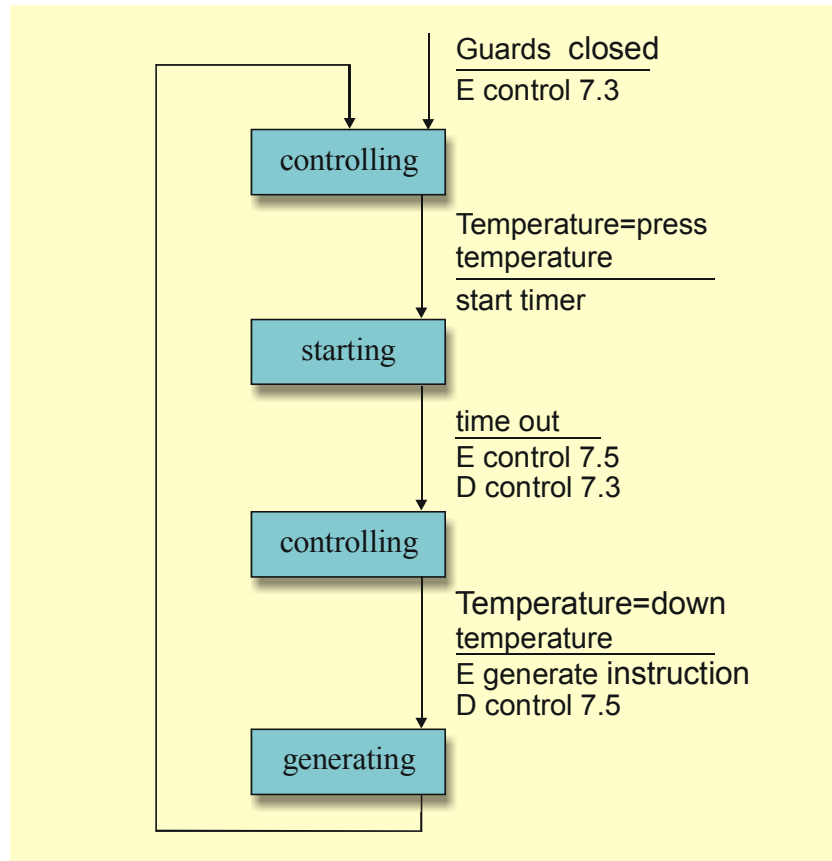 Guards closed
E control 7.3
controlling
Temperature=press
temperature
start timer
starting
time out
E control 7.5
D control 7.3
controlling
Temperature=down
temperature
E generate instruction
D control 7.5
generating